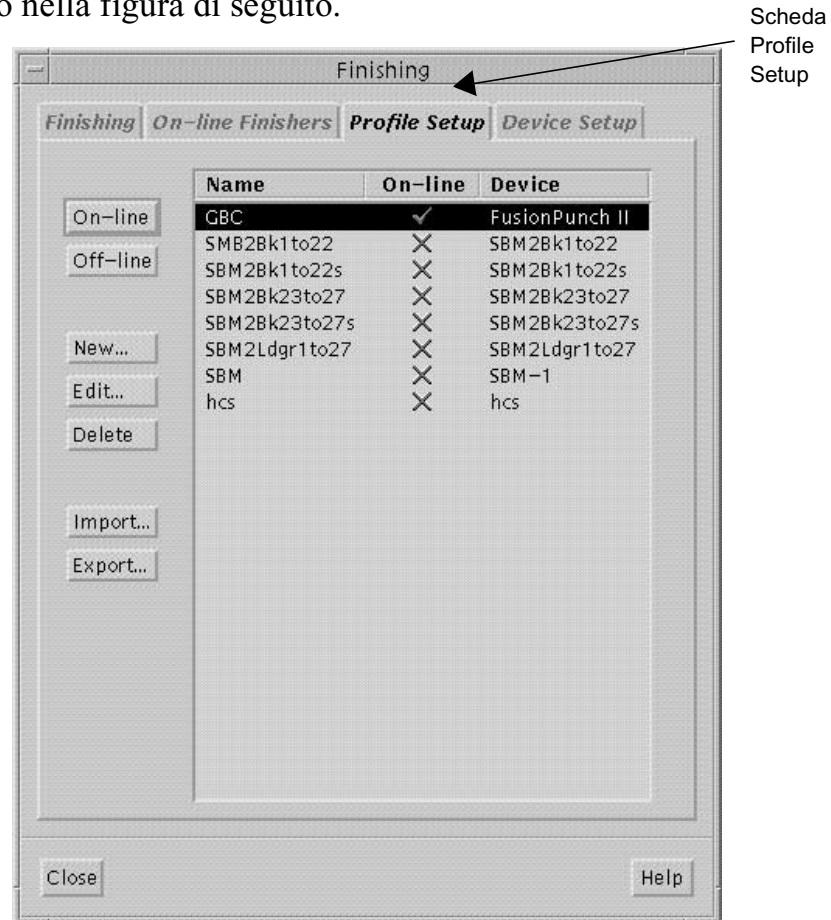 o nella figura di seguito.
Scheda
Profile
Setup
Finishing
Finishing On-line Finishers Profile Setup Device Setup
Name On-line Device
On-line
Off-line
New...
Edit...
Delete
Import...
Export...
GBC FusionPunch II
SMB2Bk1to22 SBM2Bk1to22
SBM2Bk1to22s SBM2Bk1to22s
SBM2Bk23to27 SBM2Bk23to27
SBM2Bk23to27s SBM2Bk23to27s
SBM2Ldgr1to27 SBM2Ldgr1to27
SBM SBM-1
hcs hcs
Close Help